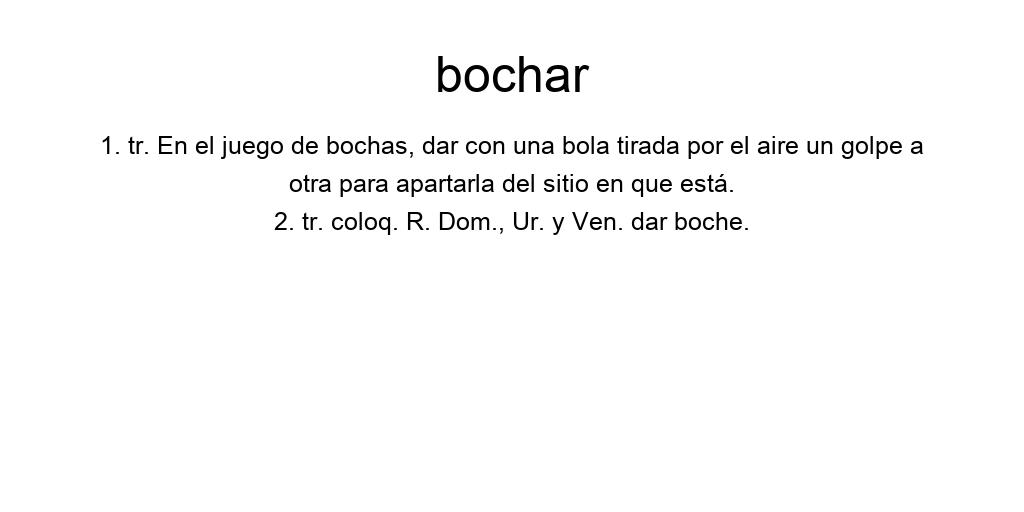 bochar
1. tr. En el juego de bochas, dar con una bola tirada por el aire un golpe a
otra para apartarla del sitio en que está.
2. tr. coloq. R. Dom., Ur. y Ven. dar boche.